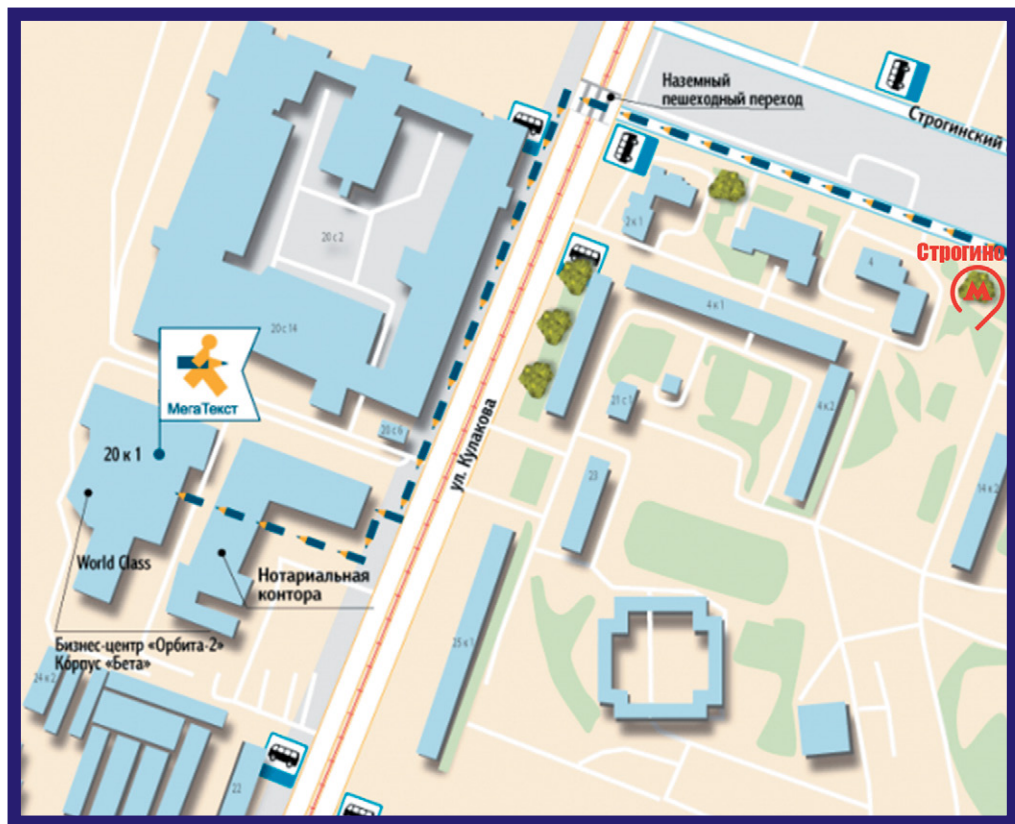 Наземный
пешеходный переход
Строгинский
2 к 1
20 с 2
Строгино
М
4
4 к 1
20 с 14
МегаТекст
21 с 1
4 к 2
20 с 6
ул. Кулакова
20 к 1
23
14 к 2
World Class
Нотариальная
контора
25 к 1
Бизнес-центр «Орбита-2»
Корпус «Бета»
24 к 2
22